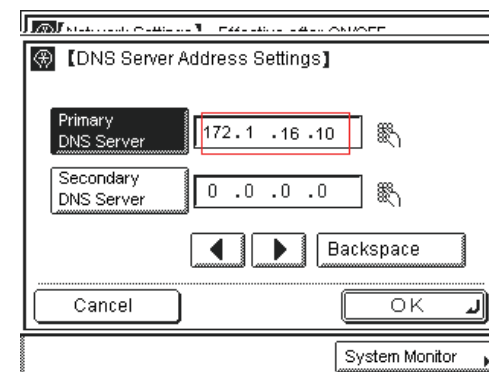 【DNS Server Address Settings】
Primary
DNS Server
172.1 .16 .10
Secondary
DNS Server
0 .0 .0 .0
Backspace
Cancel
OK
System Monitor